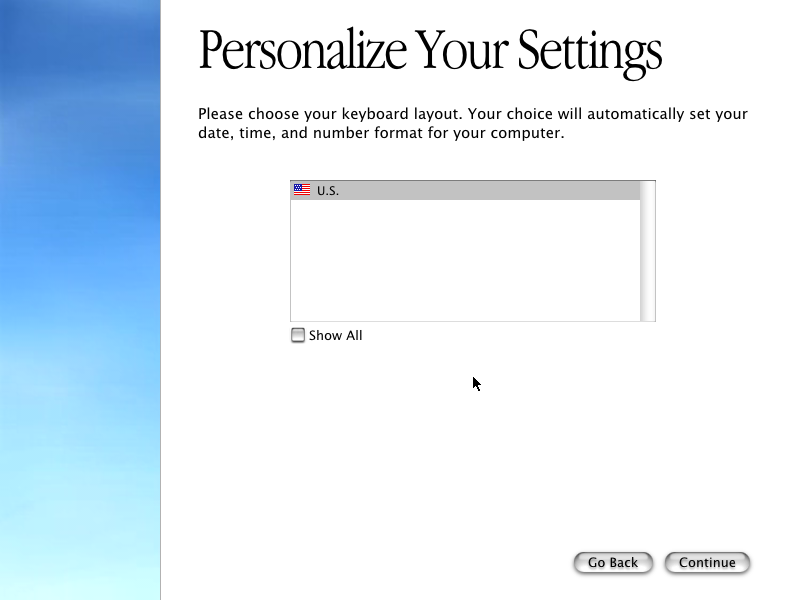 Personalize Your Settings
Please choose your keyboard layout. Your choice will automatically set your
date, time, and number format for your computer.
U.S.
Show All
Go Back
Continue